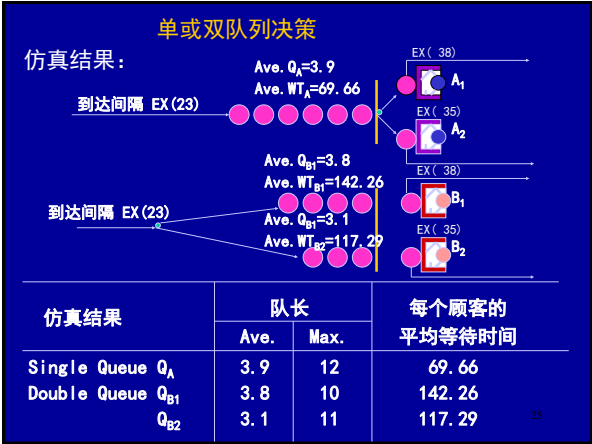 单或双队列决策
仿真结果：
EX( 38)
Ave.QA=3.9
Ave.WTA=69.66
A1
到达间隔 EX(23)
EX( 35)
A2
Ave.QB1=3.8
EX( 38)
Ave.WTB1=142.26
B1
到达间隔 EX(23)
Ave.QB1=3.1
EX( 35)
Ave.WTB2=117.29
B2
仿真结果 队长 每个顾客的
平均等待时间
Ave. Max.
Single Queue QA 3.9 12 69.66
Double Queue QB1 3.8 10 142.26
QB2 3.1 11 117.29